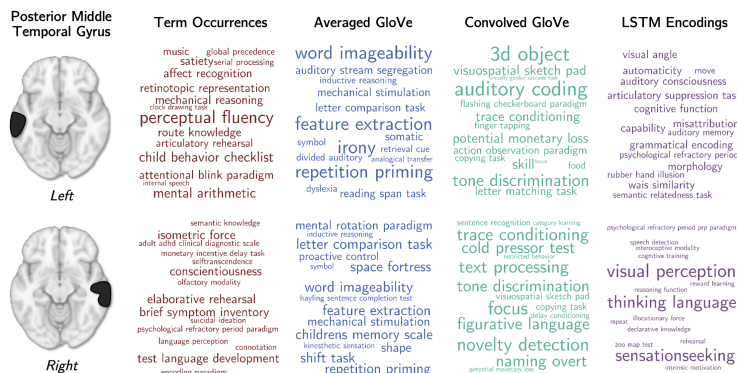 Posterior Middle
Temporal Gyrus
Term Occurrences
Averaged GloVe
Convolved GloVe
LSTM Encodings
Left
music
global precedence
satiety
serial processing
affect recognition
retinotopic representation
mechanical reasoning
clock drawing task
perceptual fluency
route knowledge
articulatory rehearsal
child behavior checklist
attentional blink paradigm
internal speech
mental arithmetic
word imageability
auditory stream segregation
inductive reasoning
mechanical stimulation
letter comparison task
feature extraction
somatic
symbol
irony
retrieval cue
divided auditory
analogical transfer
repetition priming
dyslexia
reading span task
3d object
visuospatial sketch pad
visually guided saccade task
auditory coding
flashing checkerboard paradigm
trace conditioning
finger tapping
potential monetary loss
action observation paradigm
copying task
skill
focus
food
tone discrimination
letter matching task
visual angle
automaticity
move
auditory consciousness
articulatory suppression tas
cognitive function
misattribution
capability
auditory memory
grammatical encoding
psychological refractory period
morphology
rubber hand illusion
wais similarity
semantic relatedness task
Right
semantic knowledge
isometric force
adult adhd clinical diagnostic scale
monetary incentive delay task
selftranscendence
conscientiousness
olfactory modality
elaborative rehearsal
brief symptom inventory
suicidal ideation
psychological refractory period paradigm
language perception
connotation
test language development
encoding paradigm
mental rotation paradigm
inductive reasoning
letter comparison task
proactive control
symbol
space fortress
word imageability
hayling sentence completion test
feature extraction
mechanical stimulation
childrens memory scale
kinesthetic sensation
shape
shift task
repetition priming
sentence recognition
category learning
trace conditioning
cold pressor test
restricted behavior
text processing
tone discrimination
visuospatial sketch pad
focus
copying task
delay conditioning
figurative language
novelty detection
naming overt
potential monetary loss
psychological refractory period prp paradigm
speech detection
interoceptive modality
cognitive training
visual perception
reward learning
reasoning function
thinking language
illocutionary force
repeat
declarative knowledge
rehearsal
zoo map test
sensationseeking
intrinsic motivation